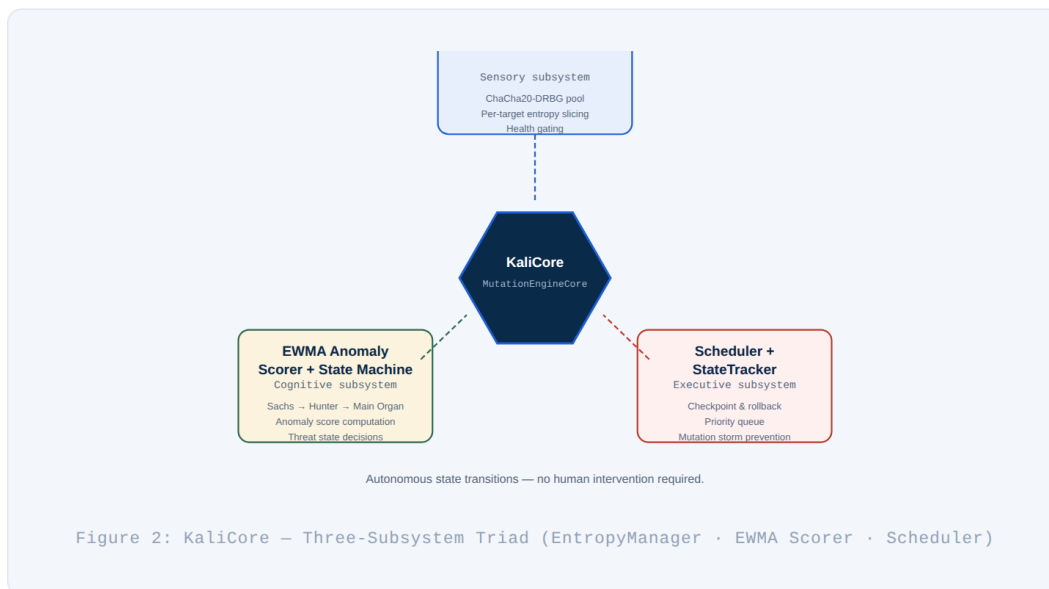 Sensory subsystem
ChaCha20-DRBG pool
Per-target entropy slicing
Health gating
KaliCore
MutationEngineCore
EWMA Anomaly
Scorer + State Machine
Cognitive subsystem
Sachs → Hunter → Main Organ
Anomaly score computation
Threat state decisions
Scheduler +
StateTracker
Executive subsystem
Checkpoint & rollback
Priority queue
Mutation storm prevention
Autonomous state transitions — no human intervention required.
Figure 2: KaliCore — Three-Subsystem Triad (EntropyManager · EWMA Scorer · Scheduler)